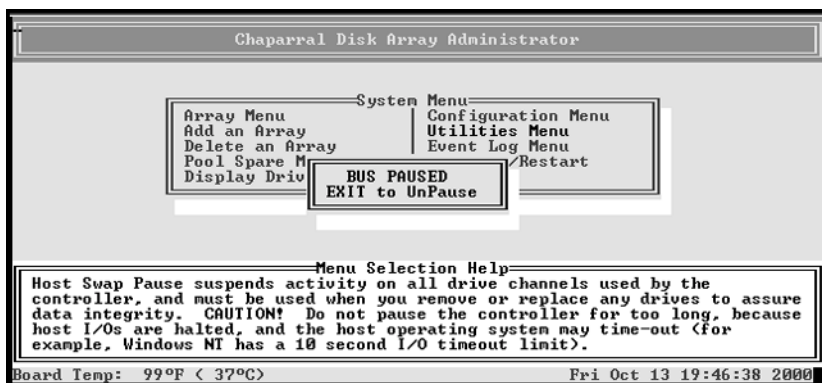 Chaparral Disk Array Administrator
System Menu
Array Menu
Configuration Menu
Add an Array
Utilities Menu
Delete an Array
Event Log Menu
Pool Spare M
/Restart
Display Driv
BUS PAUSED
EXIT to UnPause
Menu Selection Help
Host Swap Pause suspends activity on all drive channels used by the
controller, and must be used when you remove or replace any drives to assure
data integrity.  CAUTION!  Do not pause the controller for too long, because
host I/Os are halted, and the host operating system may time-out (for
example, Windows NT has a 10 second I/O timeout limit).
Board Temp:  99ºF ( 37ºC)
Fri Oct 13 19:46:38 2000